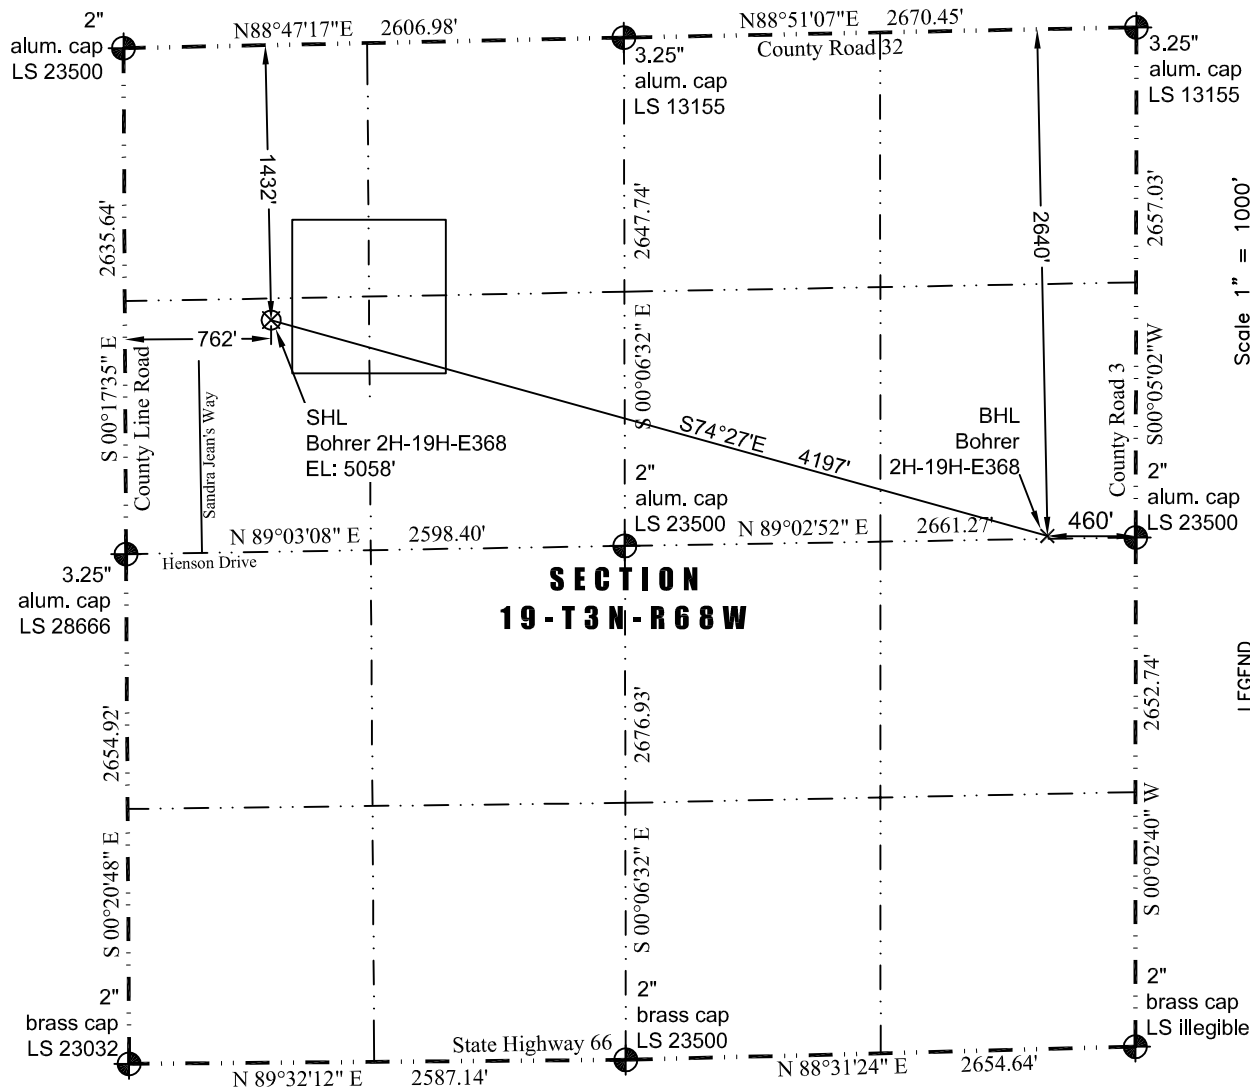 2"
alum. cap
LS 23500
N88°47'17"E 2606.98'
N88°51'07"E 2670.45'
County Road 32
3.25"
alum. cap
LS 13155
3.25"
alum. cap
LS 13155
1432'
2635.64'
2647.74'
2640'
2657.03'
Scale 1" = 1000'
762'
S 00°17'35" E
County Line Road
Sandra Jean's Way
SHL
Bohrer 2H-19H-E368
EL: 5058'
S 00°06'32" E
S74°27'E 4197'
BHL
Bohrer
2H-19H-E368
County Road 3
S00°05'02"W
2"
alum. cap
LS 23500
2"
alum. cap
LS 23500
460'
N 89°03'08" E 2598.40'
N 89°02'52" E 2661.27'
Henson Drive
3.25"
alum. cap
LS 28666
SECTION
19-T3N-R68W
LEGEND
2654.92'
2676.93'
2652.74'
S 00°20'48" E
S 00°06'32" E
S 00°02'40" W
2"
brass cap
LS 23032
2"
brass cap
LS 23500
2"
brass cap
LS illegible
State Highway 66
N 89°32'12" E 2587.14'
N 88°31'24" E 2654.64'